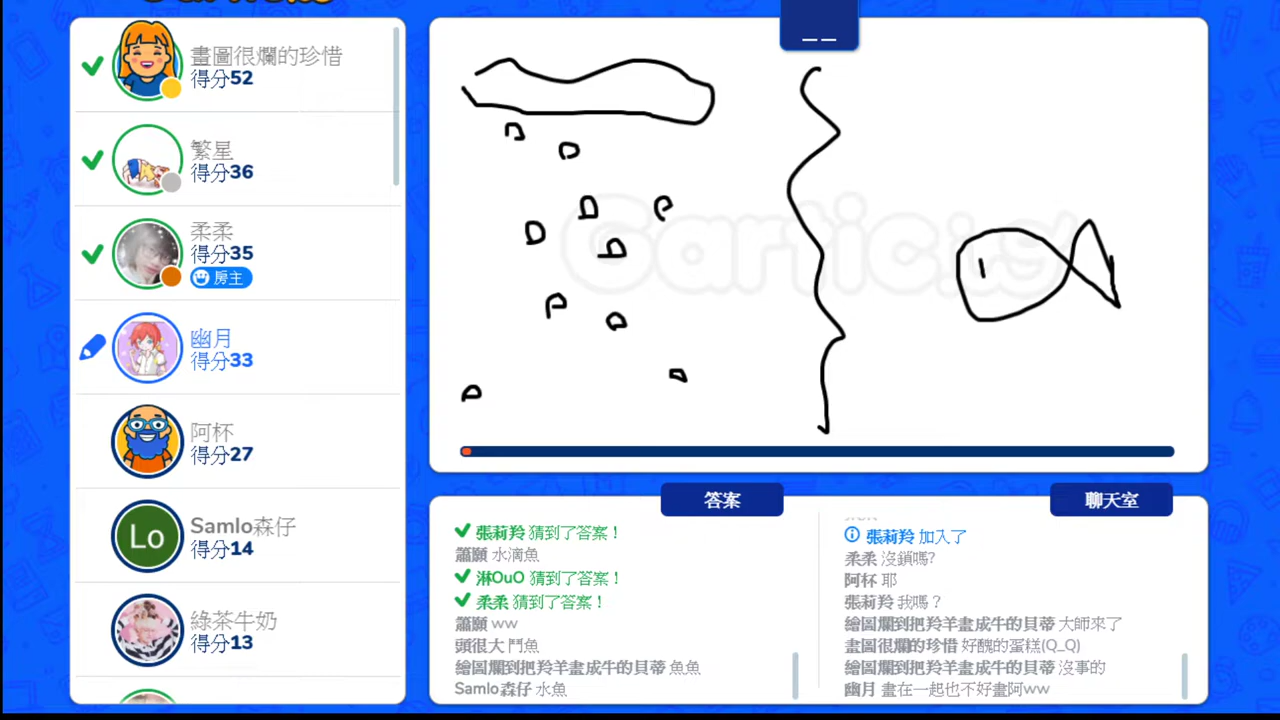 畫圖很爛的珍惜
得分52
繁星
得分36
柔柔
得分35
房主
幽月
得分33
阿杯
得分27
Lo
Samlo森仔
得分14
綠茶牛奶
得分13
_ _
Gartic.io
答案
張莉羚 猜到了答案！
蕭顥 水滴魚
淋OuO 猜到了答案！
柔柔 猜到了答案！
蕭顥 ww
頭很大 鬥魚
繪圖爛到把羚羊畫成牛的貝蒂 魚魚
Samlo森仔 水魚
聊天室
張莉羚 加入了
柔柔 沒鎖嗎?
阿杯 耶
張莉羚 我嗎？
繪圖爛到把羚羊畫成牛的貝蒂 大師來了
畫圖很爛的珍惜 好醜的蛋糕(Q_Q)
繪圖爛到把羚羊畫成牛的貝蒂 沒事的
幽月 畫在一起也不好畫阿ww